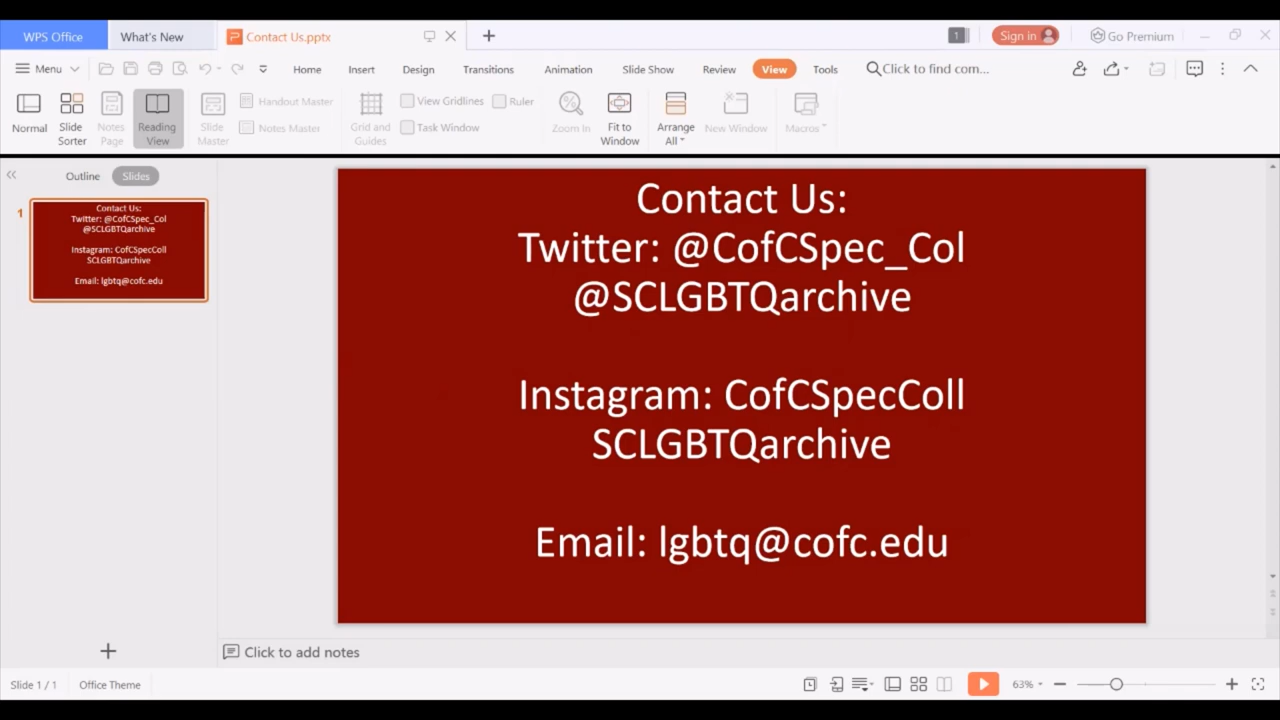 WPS Office
What's New
Contact Us.pptx
1
Sign in
Go Premium
Menu
Home
Insert
Design
Transitions
Animation
Slide Show
Review
View
Tools
Click to find com...
Normal
Slide
Sorter
Notes
Page
Reading
View
Slide
Master
Handout Master
Notes Master
Grid and
Guides
View Gridlines
Ruler
Task Window
Zoom In
Fit to
Window
Arrange
All
New Window
Macros
Outline
Slides
1
Contact Us:
Twitter: @CofCSpec_Col
@SCLGBTQarchive
Instagram: CofCSpecColl
SCLGBTQarchive
Email: lgbtq@cofc.edu
Contact Us:
Twitter: @CofCSpec_Col
@SCLGBTQarchive
Instagram: CofCSpecColl
SCLGBTQarchive
Email: lgbtq@cofc.edu
Click to add notes
Slide 1 / 1
Office Theme
63%